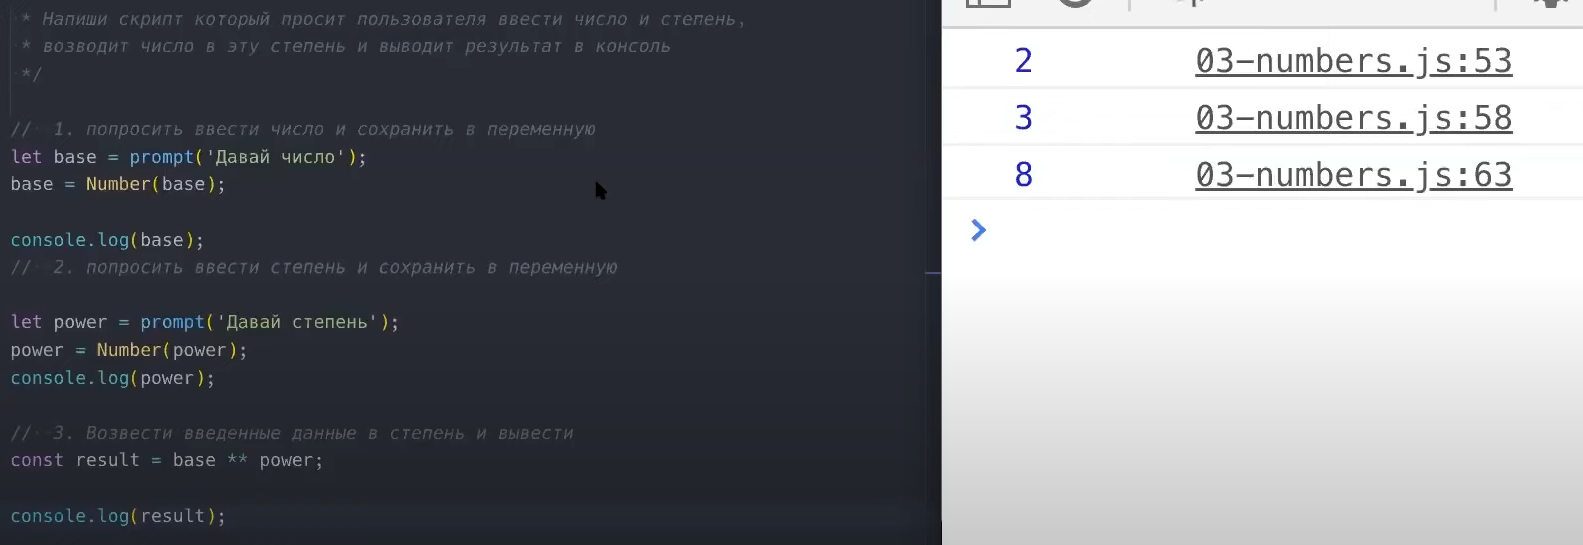 * Напиши скрипт который просит пользователя ввести число и степень,
* возводит число в эту степень и выводит результат в консоль
*/
// 1. попросить ввести число и сохранить в переменную
let base = prompt('Давай число');
base = Number(base);
console.log(base);
// 2. попросить ввести степень и сохранить в переменную
let power = prompt('Давай степень');
power = Number(power);
console.log(power);
// 3. Возвести введенные данные в степень и вывести
const result = base ** power;
console.log(result);
2 03-numbers.js:53
3 03-numbers.js:58
8 03-numbers.js:63